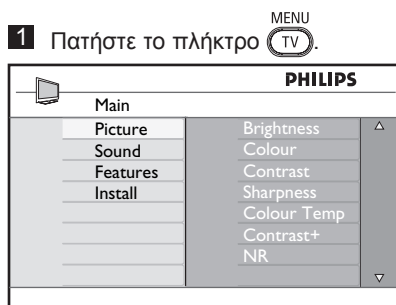 MENU
1 Πατήστε το πλήκτρο TV.
PHILIPS
Main
Picture Brightness
Sound Colour
Features Contrast
Install Sharpness
Colour Temp
Contrast+
NR